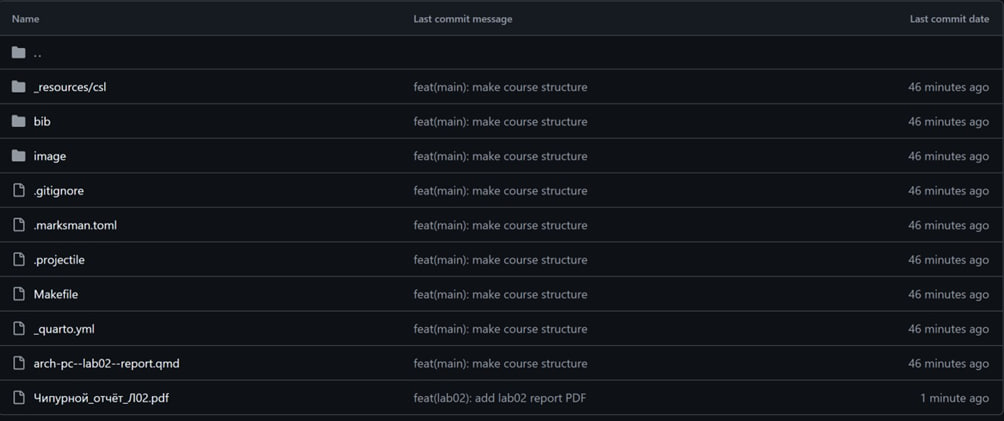 Name Last commit message Last commit date
..
_resources/csl feat(main): make course structure 46 minutes ago
bib feat(main): make course structure 46 minutes ago
image feat(main): make course structure 46 minutes ago
.gitignore feat(main): make course structure 46 minutes ago
.marksman.toml feat(main): make course structure 46 minutes ago
.projectile feat(main): make course structure 46 minutes ago
Makefile feat(main): make course structure 46 minutes ago
_quarto.yml feat(main): make course structure 46 minutes ago
arch-pc--lab02--report.qmd feat(main): make course structure 46 minutes ago
Чипурной_отчёт_Л02.pdf feat(lab02): add lab02 report PDF 1 minute ago